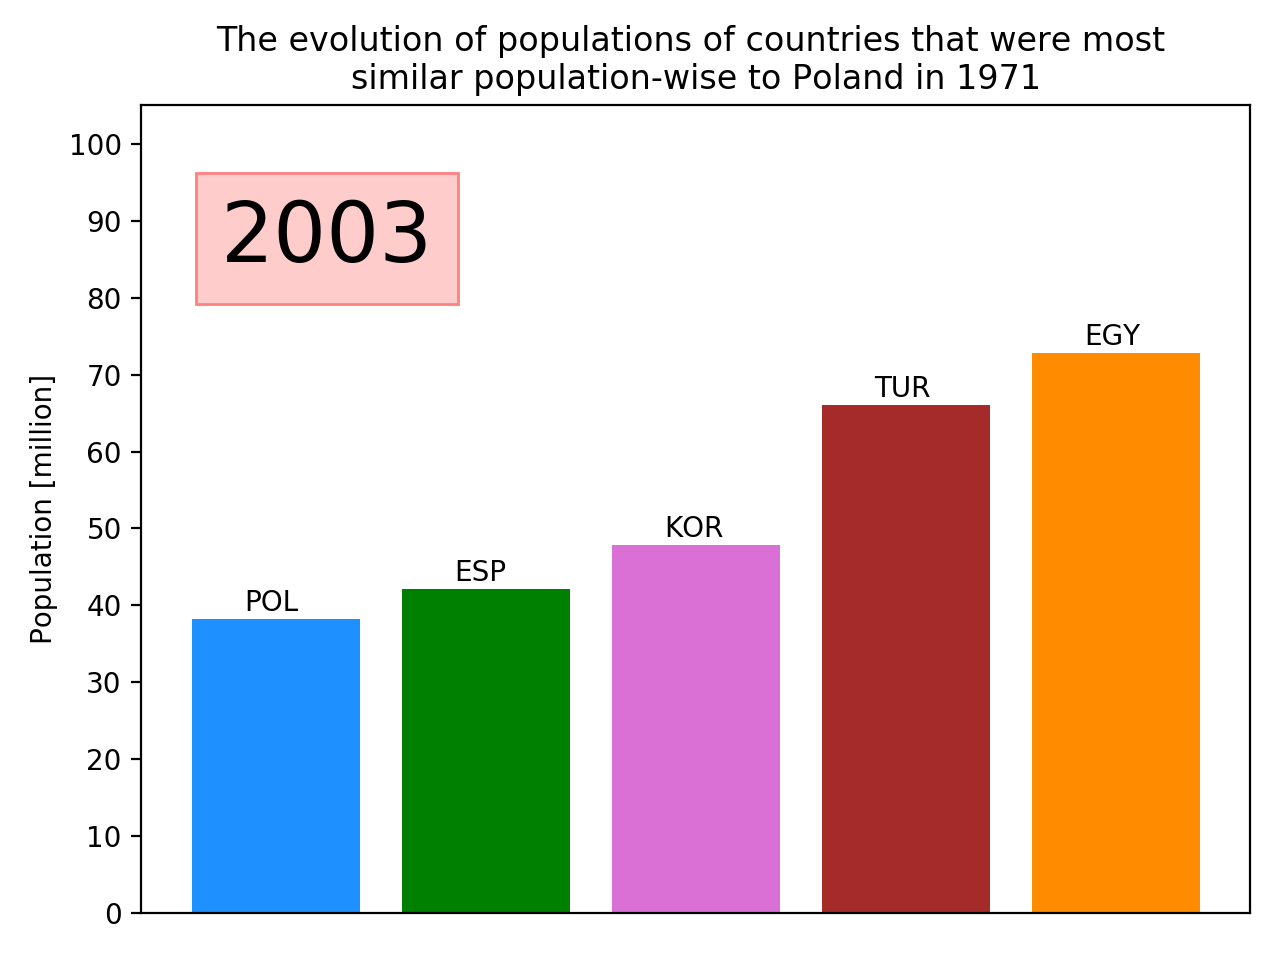 The evolution of populations of countries that were most
similar population-wise to Poland in 1971
100
90
80
70
60
50
40
30
20
10
0
Population [million]
2003
POL
ESP
KOR
TUR
EGY